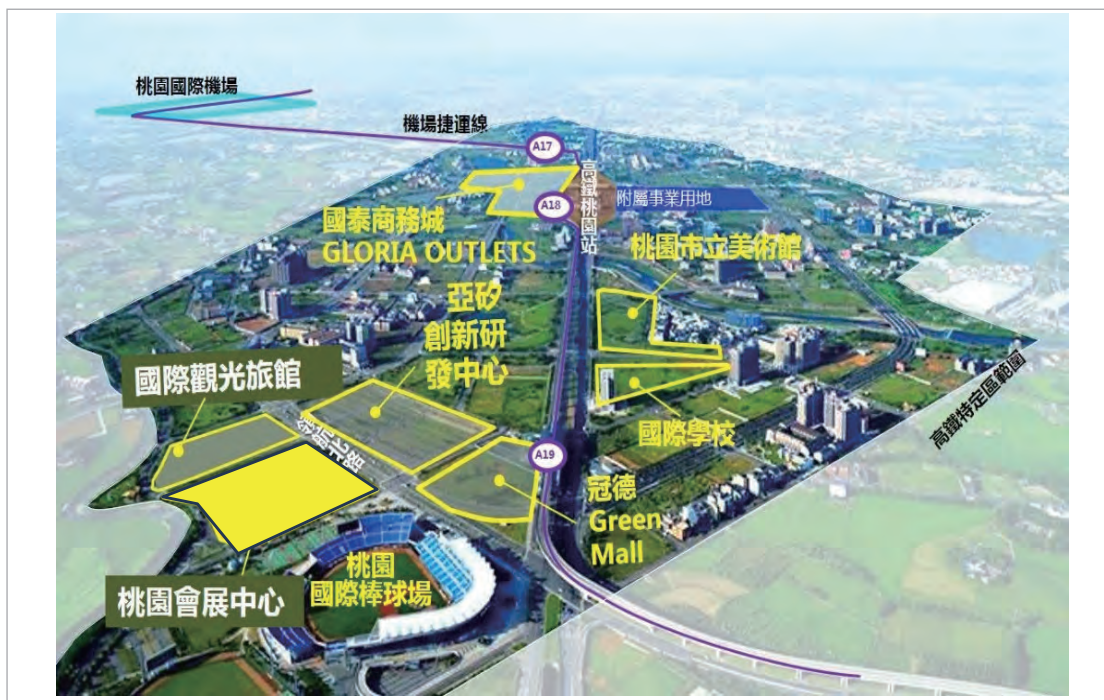 桃園國際機場
機場捷運線
A17
高鐵桃園站
A18
附屬事業用地
國泰商務城
GLORIA OUTLETS
桃園市立美術館
亞矽
創新研
發中心
國際觀光旅館
領航北路
國際學校
高鐵特定區範圍
A19
冠德
Green
Mall
桃園
國際棒球場
桃園會展中心